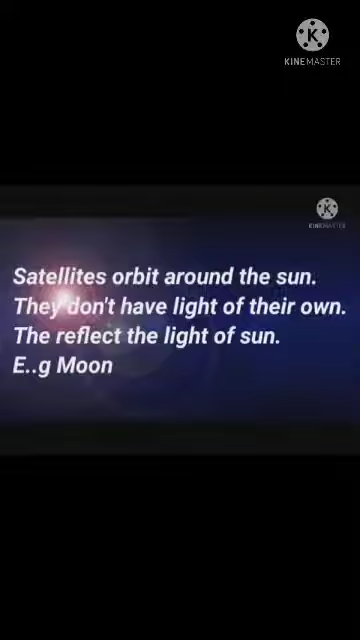 KINEMASTER
KINEMASTER
Satellites orbit around the sun.
They don't have light of their own.
The reflect the light of sun.
E..g Moon